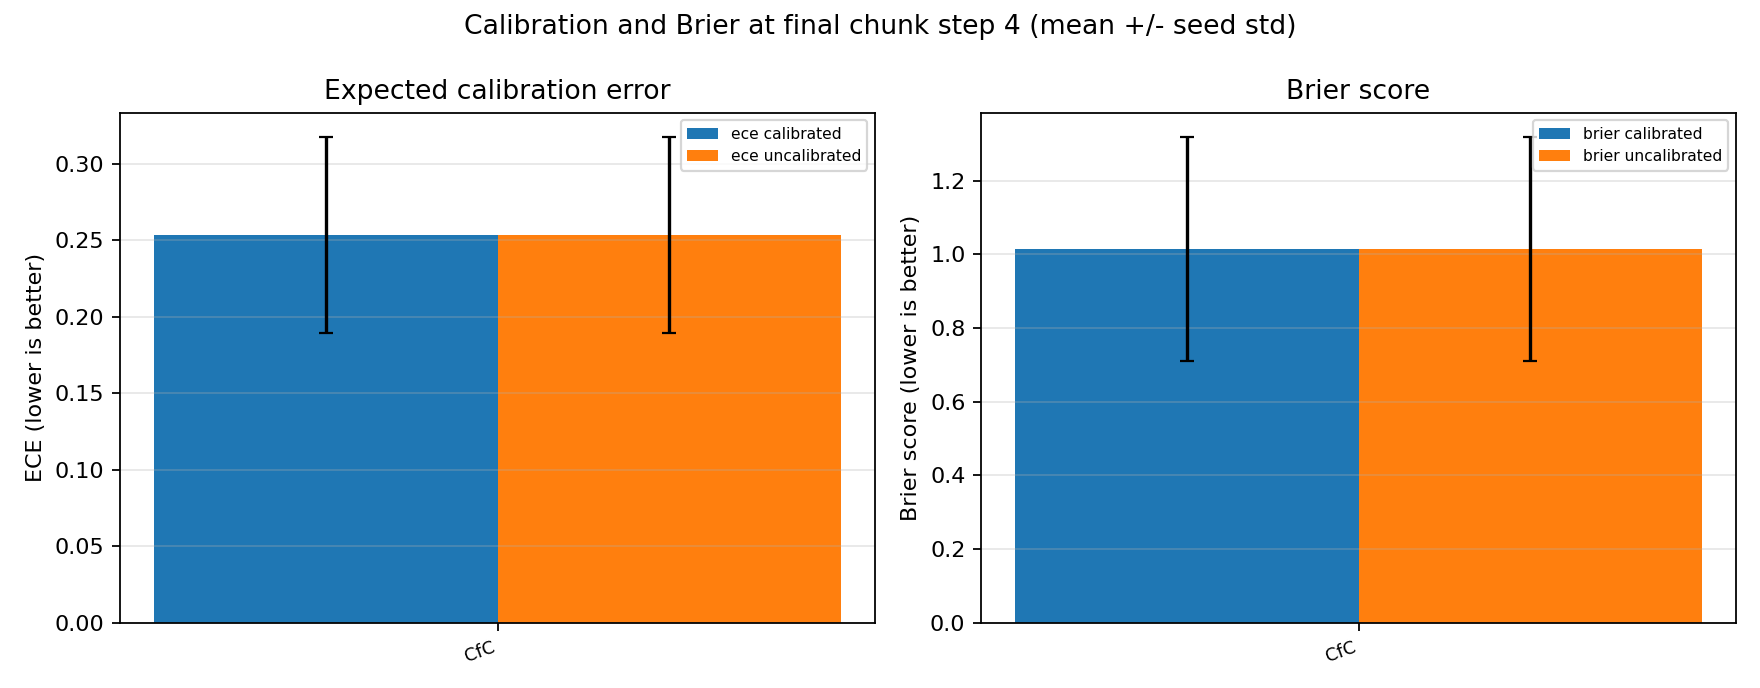 Calibration and Brier at final chunk step 4 (mean +/- seed std)
Expected calibration error
ece calibrated
ece uncalibrated
0.30
0.25
0.20
0.15
0.10
0.05
0.00
ECE (lower is better)
CfC
Brier score
brier calibrated
brier uncalibrated
1.2
1.0
0.8
0.6
0.4
0.2
0.0
Brier score (lower is better)
CfC